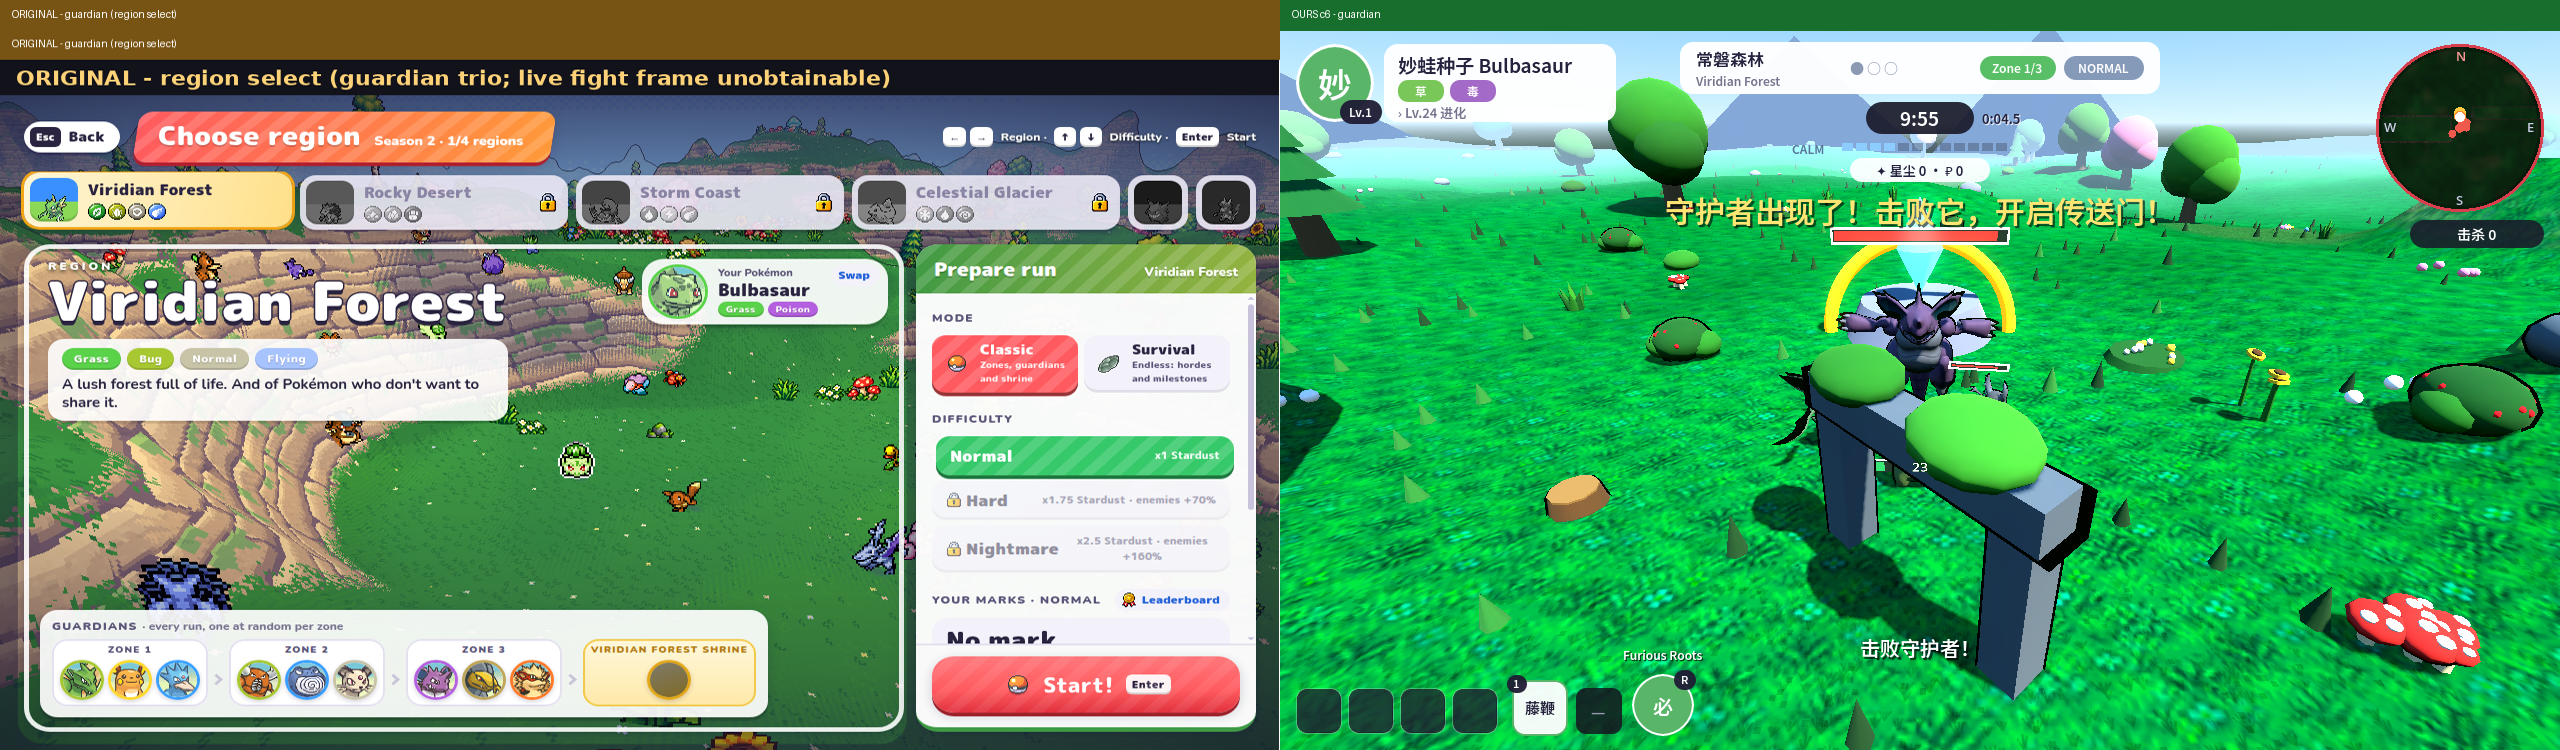 ORIGINAL - guardian (region select)
ORIGINAL - guardian (region select)
ORIGINAL - region select (guardian trio; live fight frame unobtainable)
Esc Back
Choose region Season 2 · 1/4 regions
← → Region · ↑ ↓ Difficulty · Enter Start
Viridian Forest
Rocky Desert
Storm Coast
Celestial Glacier
REGION
Viridian Forest
Your Pokémon
Bulbasaur
Swap
Grass Poison
Grass Bug Normal Flying
A lush forest full of life. And of Pokémon who don't want to
share it.
GUARDIANS · every run, one at random per zone
ZONE 1
ZONE 2
ZONE 3
VIRIDIAN FOREST SHRINE
Prepare run Viridian Forest
MODE
Classic
Zones, guardians
and shrine
Survival
Endless: hordes
and milestones
DIFFICULTY
Normal x1 Stardust
Hard x1.75 Stardust · enemies +70%
Nightmare x2.5 Stardust · enemies
+160%
YOUR MARKS · NORMAL Leaderboard
No mark
Start! Enter
OURS c6 - guardian
妙
Lv.1
妙蛙种子 Bulbasaur
草 毒
› Lv.24 进化
常磐森林
Viridian Forest
Zone 1/3 NORMAL
9:55 0:04.5
CALM
✦ 星尘 0 · ₽ 0
守护者出现了！击败它，开启传送门！
N
W E
S
击杀 0
23
击败守护者！
Furious Roots
1
藤鞭
_
必
R